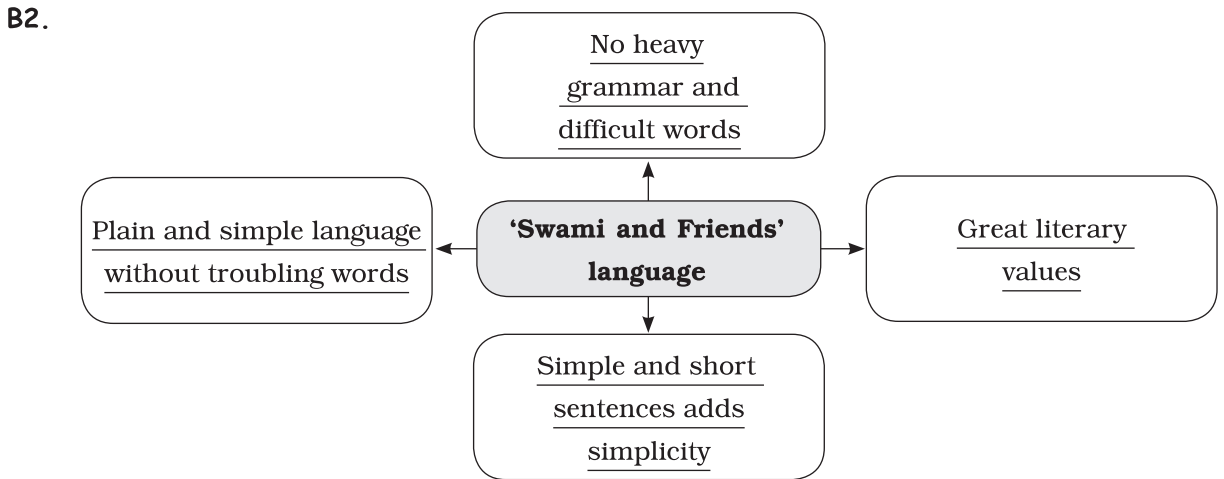 B2.
No heavy
grammar and
difficult words
Plain and simple language
without troubling words
‘Swami and Friends’
language
Great literary
values
Simple and short
sentences adds
simplicity